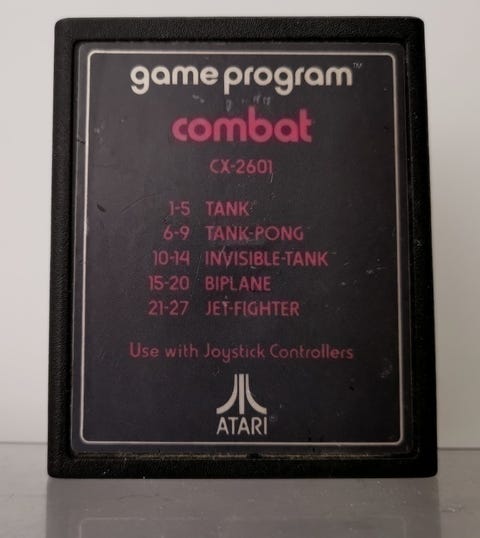 game program™
combat
CX-2601
1-5 TANK
6-9 TANK-PONG
10-14 INVISIBLE-TANK
15-20 BIPLANE
21-27 JET-FIGHTER
Use with Joystick Controllers
ATARI®